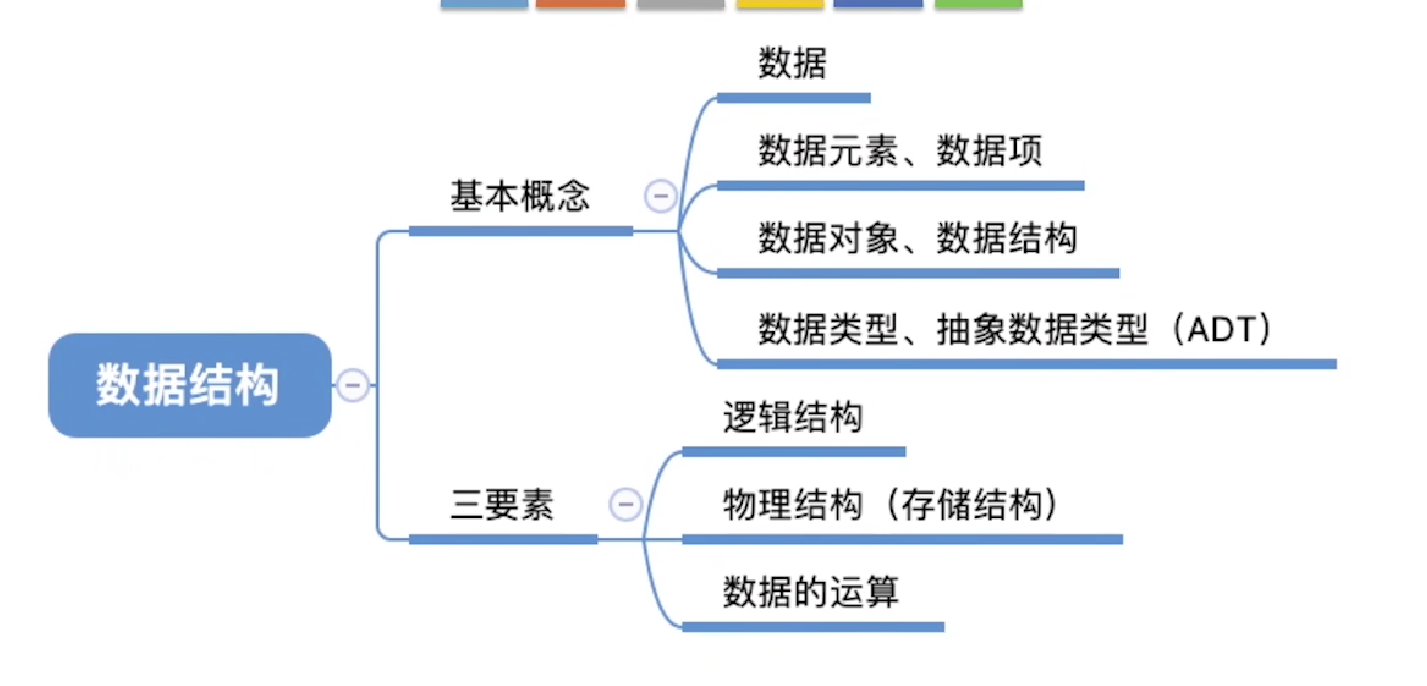 数据结构
基本概念
数据
数据元素、数据项
数据对象、数据结构
数据类型、抽象数据类型（ADT）
三要素
逻辑结构
物理结构（存储结构）
数据的运算